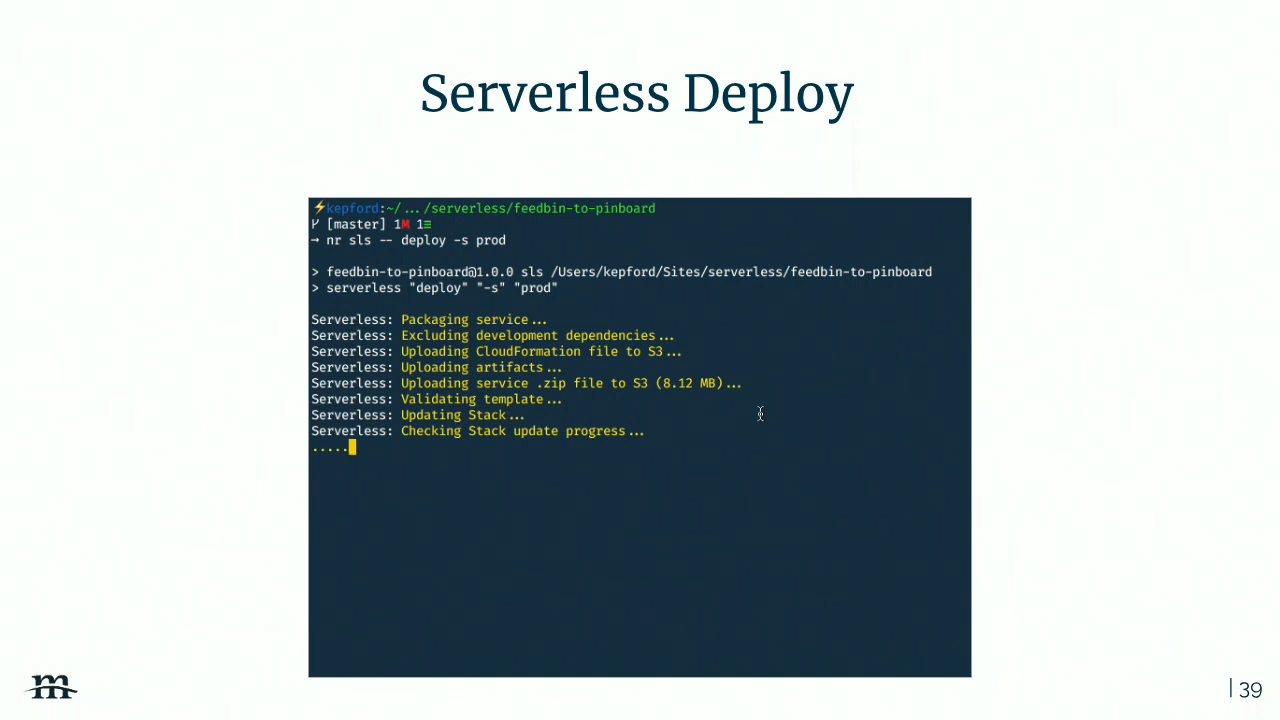 Serverless Deploy
⚡kepford:~/.../serverless/feedbin-to-pinboard
[master] 1M 1≡
→ nr sls -- deploy -s prod
> feedbin-to-pinboard@1.0.0 sls /Users/kepford/Sites/serverless/feedbin-to-pinboard
> serverless "deploy" "-s" "prod"
Serverless: Packaging service...
Serverless: Excluding development dependencies...
Serverless: Uploading CloudFormation file to S3...
Serverless: Uploading artifacts...
Serverless: Uploading service .zip file to S3 (8.12 MB)...
Serverless: Validating template...
Serverless: Updating Stack...
Serverless: Checking Stack update progress...
.....
m
| 39